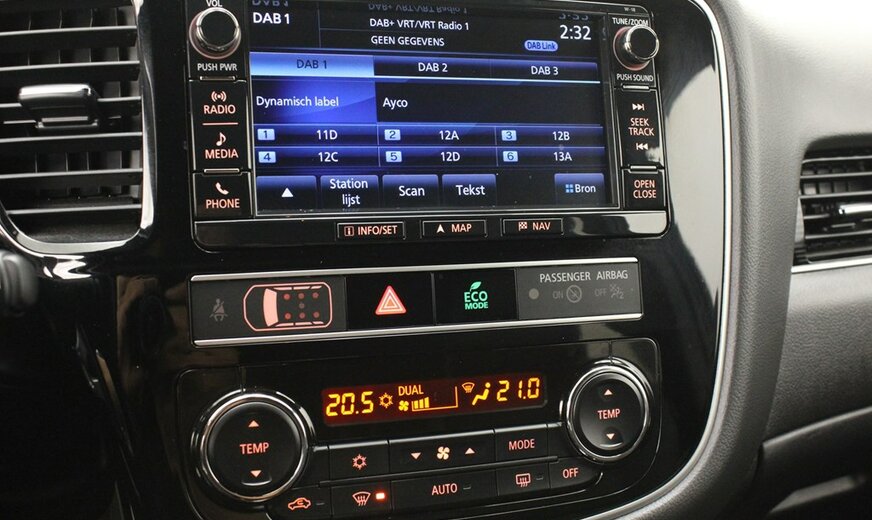 VOL
DAB 1
DAB+ VRT/VRT Radio 1
GEEN GEGEVENS
2:32
DAB Link
TUNE/ZOOM
PUSH PWR
PUSH SOUND
DAB 1 DAB 2 DAB 3
RADIO
Dynamisch label Ayco
SEEK
TRACK
MEDIA
1 11D 2 12A 3 12B
4 12C 5 12D 6 13A
PHONE
Station
lijst
Scan
Tekst
Bron
OPEN
CLOSE
INFO/SET
MAP
NAV
ECO
MODE
PASSENGER AIRBAG
ON OFF 2
20.5 DUAL 21.0
TEMP
MODE
TEMP
AUTO
OFF